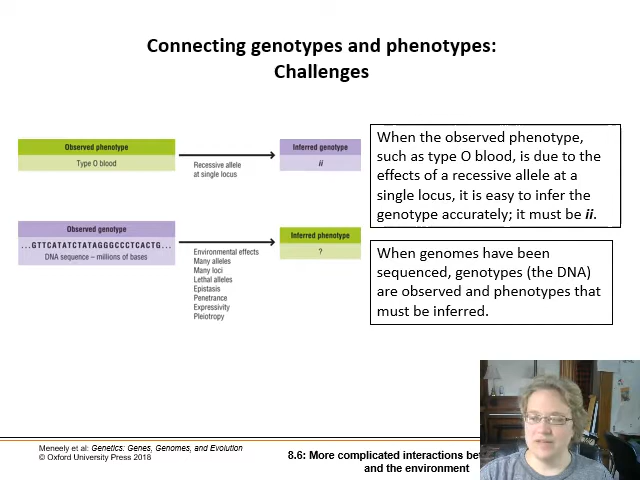 Connecting genotypes and phenotypes:
Challenges
Observed phenotype
Type O blood
Recessive allele
at single locus
Inferred genotype
ii
When the observed phenotype,
such as type O blood, is due to the
effects of a recessive allele at a
single locus, it is easy to infer the
genotype accurately; it must be ii.
Observed genotype
...GTTCATATCTATAGGGCCCTCACTG...
DNA sequence – millions of bases
Environmental effects
Many alleles
Many loci
Lethal alleles
Epistasis
Penetrance
Expressivity
Pleiotropy
Inferred phenotype
?
When genomes have been
sequenced, genotypes (the DNA)
are observed and phenotypes that
must be inferred.
Meneely et al: Genetics: Genes, Genomes, and Evolution
© Oxford University Press 2018
8.6: More complicated interactions be
and the environment